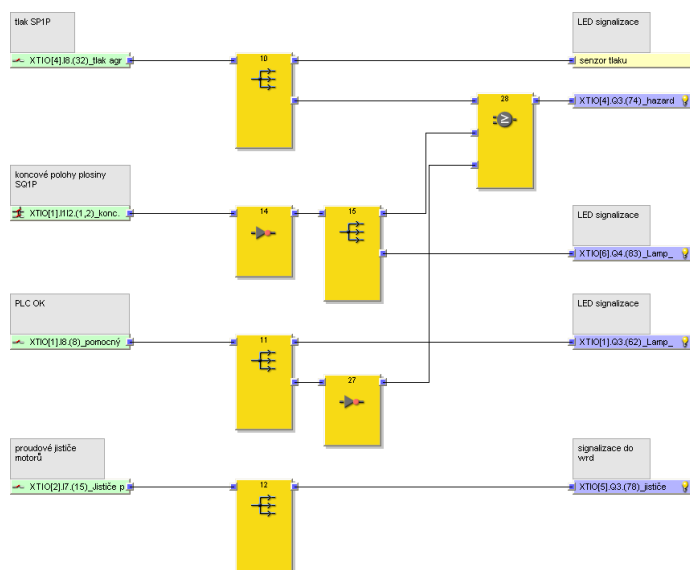 tlak SP1P
LED signalizace
XTIO[4].I8.(32)_tlak agr
10
senzor tlaku
28
XTIO[4].Q3.(74)_hazard
koncové polohy plosiny
SQ1P
LED signalizace
XTIO[1].I1I2.(1,2)_konc.
14
15
XTIO[6].Q4.(83)_Lamp_
PLC OK
LED signalizace
XTIO[1].I8.(8)_pomocný
11
XTIO[1].Q3.(62)_Lamp_
27
proudové jističe
motorů
signalizace do
wrd
XTIO[2].I7.(15)_Jističe p
12
XTIO[5].Q3.(78)_jističe